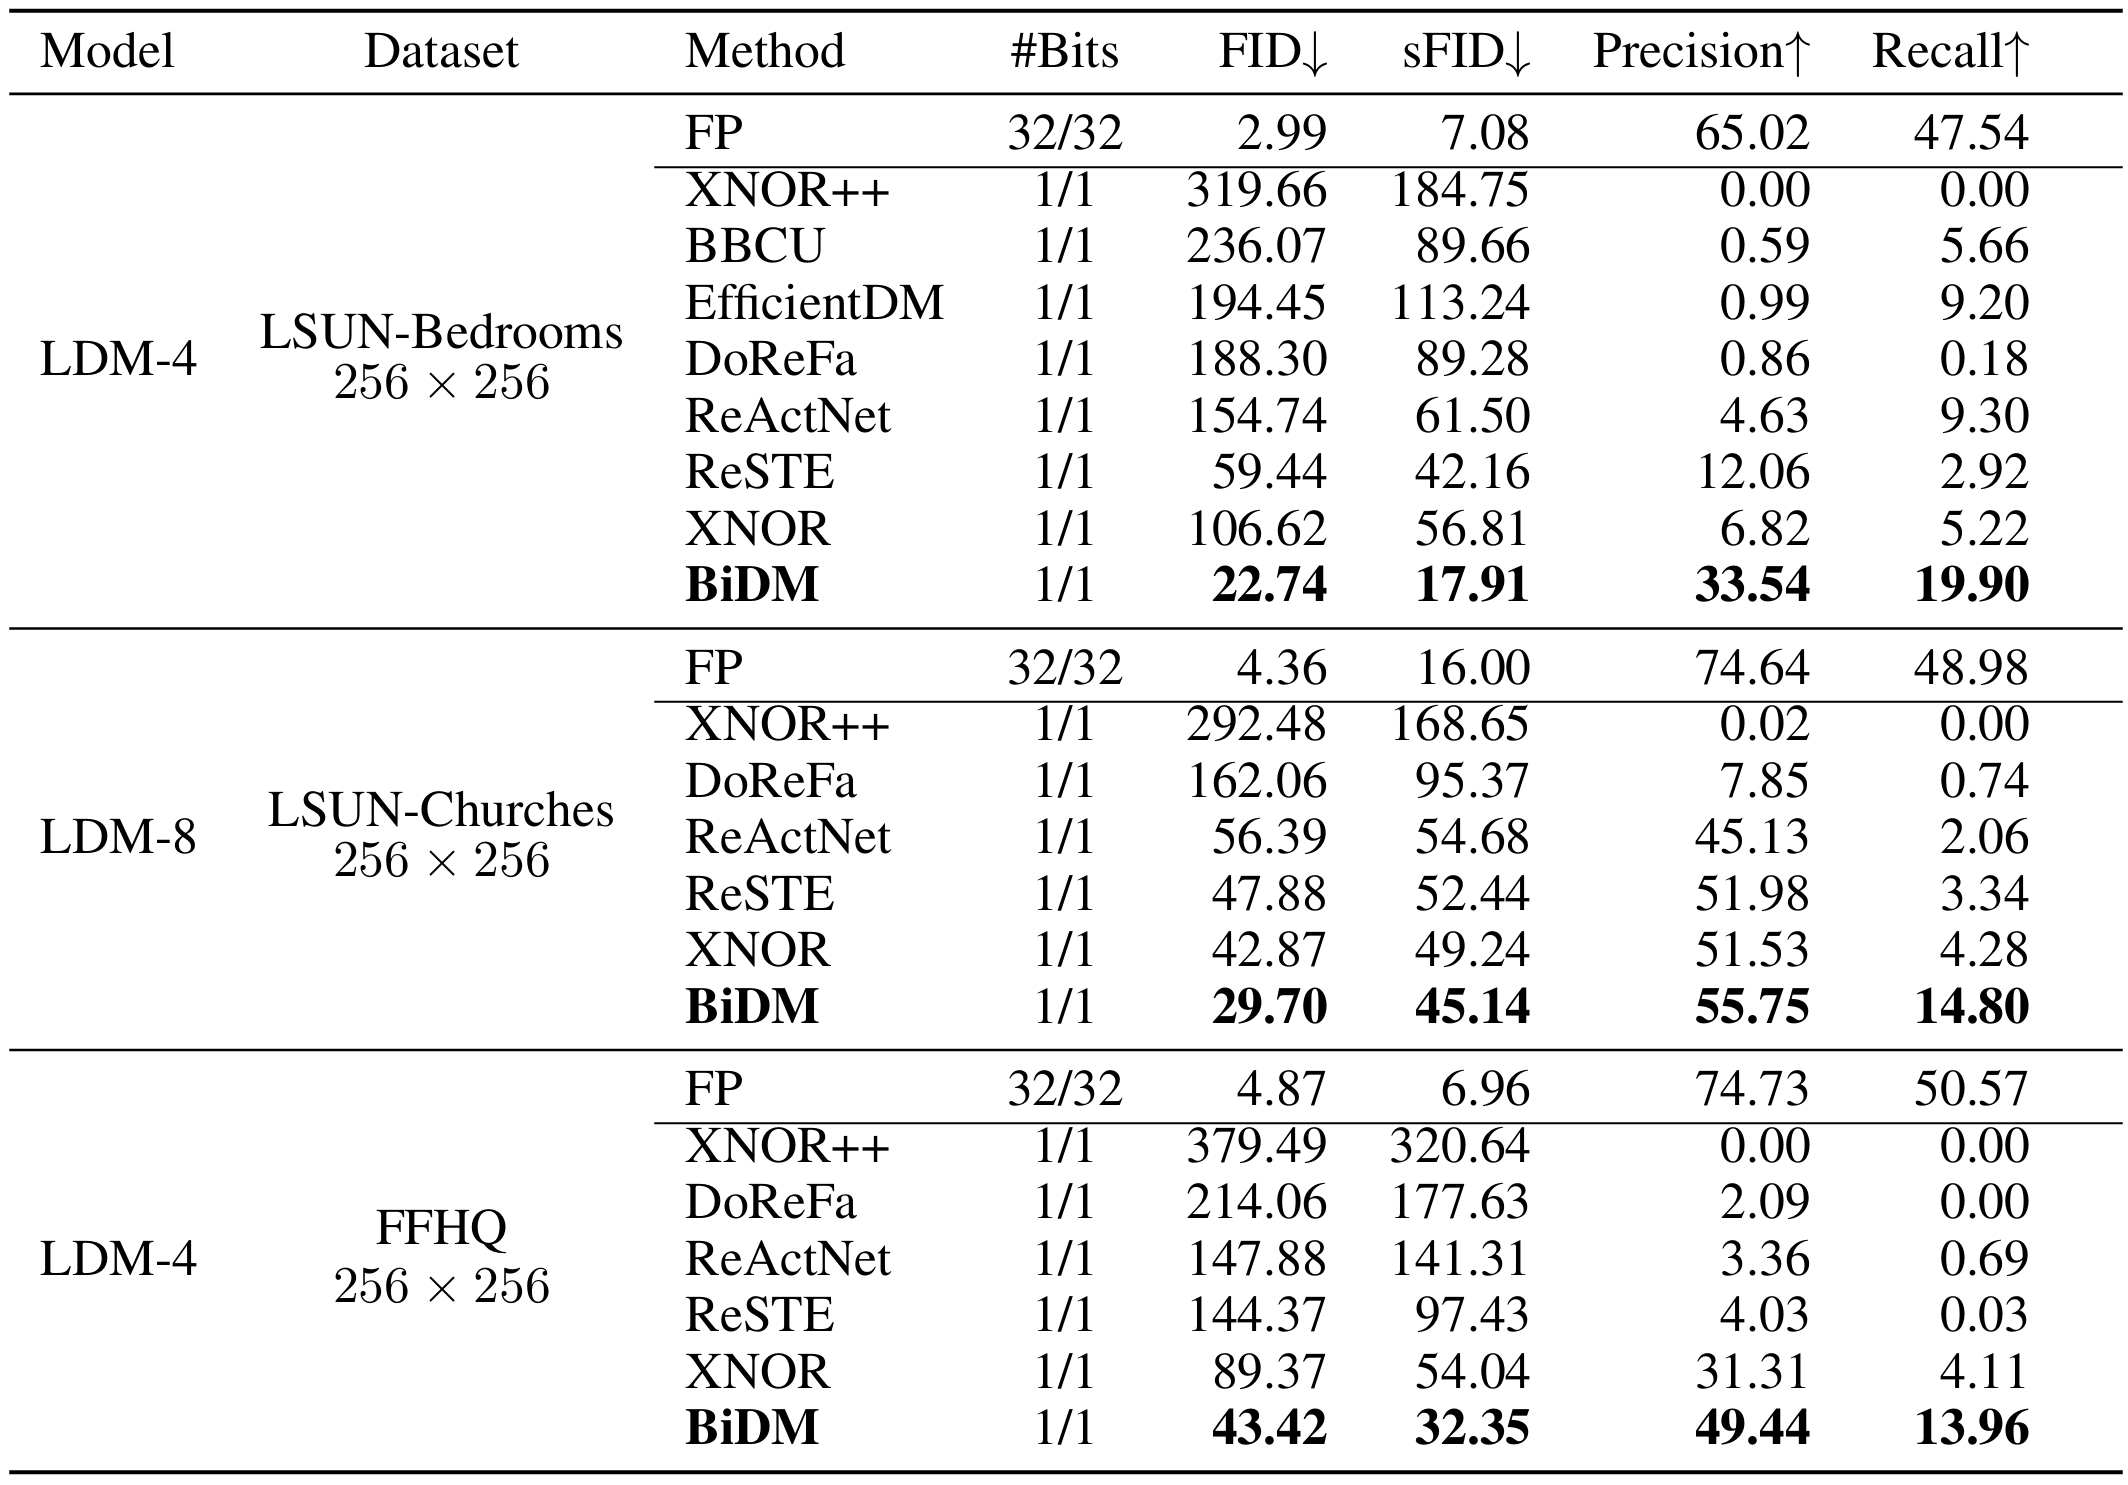 Model Dataset Method #Bits FID↓ sFID↓ Precision↑ Recall↑
FP 32/32 2.99 7.08 65.02 47.54
XNOR++ 1/1 319.66 184.75 0.00 0.00
BBCU 1/1 236.07 89.66 0.59 5.66
EfficientDM 1/1 194.45 113.24 0.99 9.20
LDM-4 LSUN-Bedrooms 256 × 256 DoReFa 1/1 188.30 89.28 0.86 0.18
ReActNet 1/1 154.74 61.50 4.63 9.30
ReSTE 1/1 59.44 42.16 12.06 2.92
XNOR 1/1 106.62 56.81 6.82 5.22
BiDM 1/1 22.74 17.91 33.54 19.90
FP 32/32 4.36 16.00 74.64 48.98
XNOR++ 1/1 292.48 168.65 0.02 0.00
DoReFa 1/1 162.06 95.37 7.85 0.74
LDM-8 LSUN-Churches 256 × 256 ReActNet 1/1 56.39 54.68 45.13 2.06
ReSTE 1/1 47.88 52.44 51.98 3.34
XNOR 1/1 42.87 49.24 51.53 4.28
BiDM 1/1 29.70 45.14 55.75 14.80
FP 32/32 4.87 6.96 74.73 50.57
XNOR++ 1/1 379.49 320.64 0.00 0.00
DoReFa 1/1 214.06 177.63 2.09 0.00
LDM-4 FFHQ 256 × 256 ReActNet 1/1 147.88 141.31 3.36 0.69
ReSTE 1/1 144.37 97.43 4.03 0.03
XNOR 1/1 89.37 54.04 31.31 4.11
BiDM 1/1 43.42 32.35 49.44 13.96